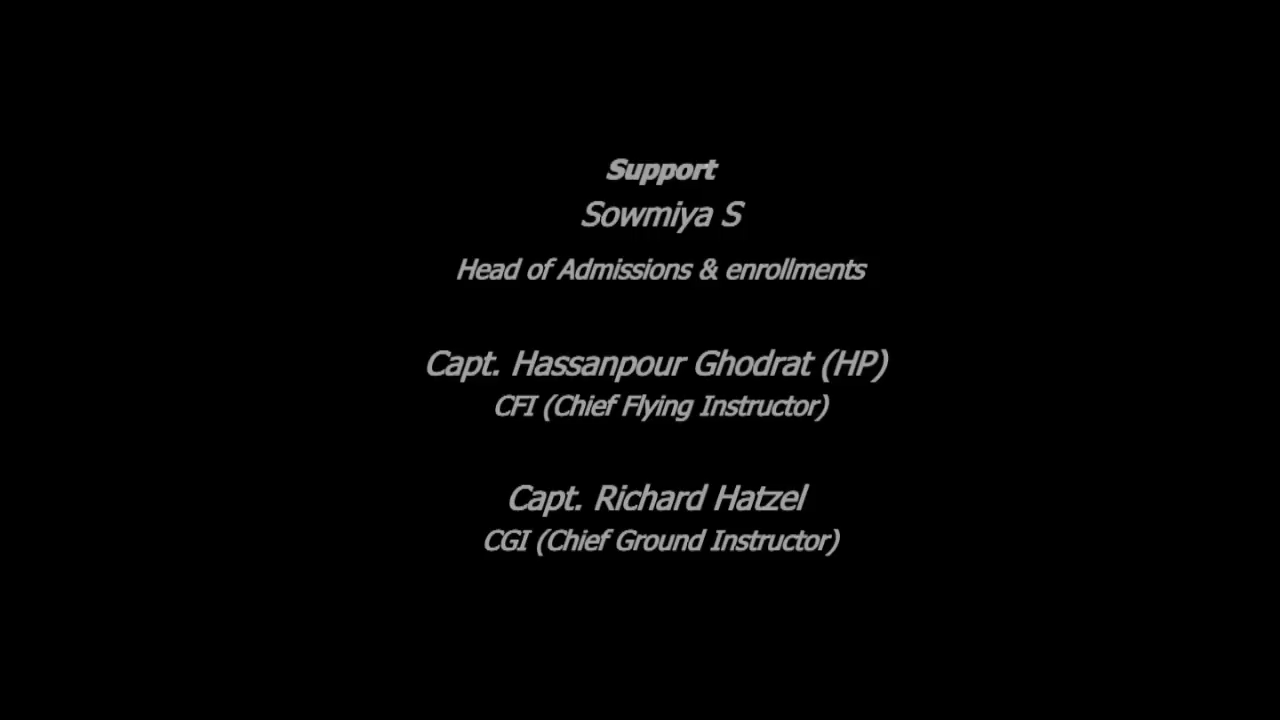 Support
Sowmiya S
Head of Admissions & enrollments
Capt. Hassanpour Ghodrat (HP)
CFI (Chief Flying Instructor)
Capt. Richard Hatzel
CGI (Chief Ground Instructor)